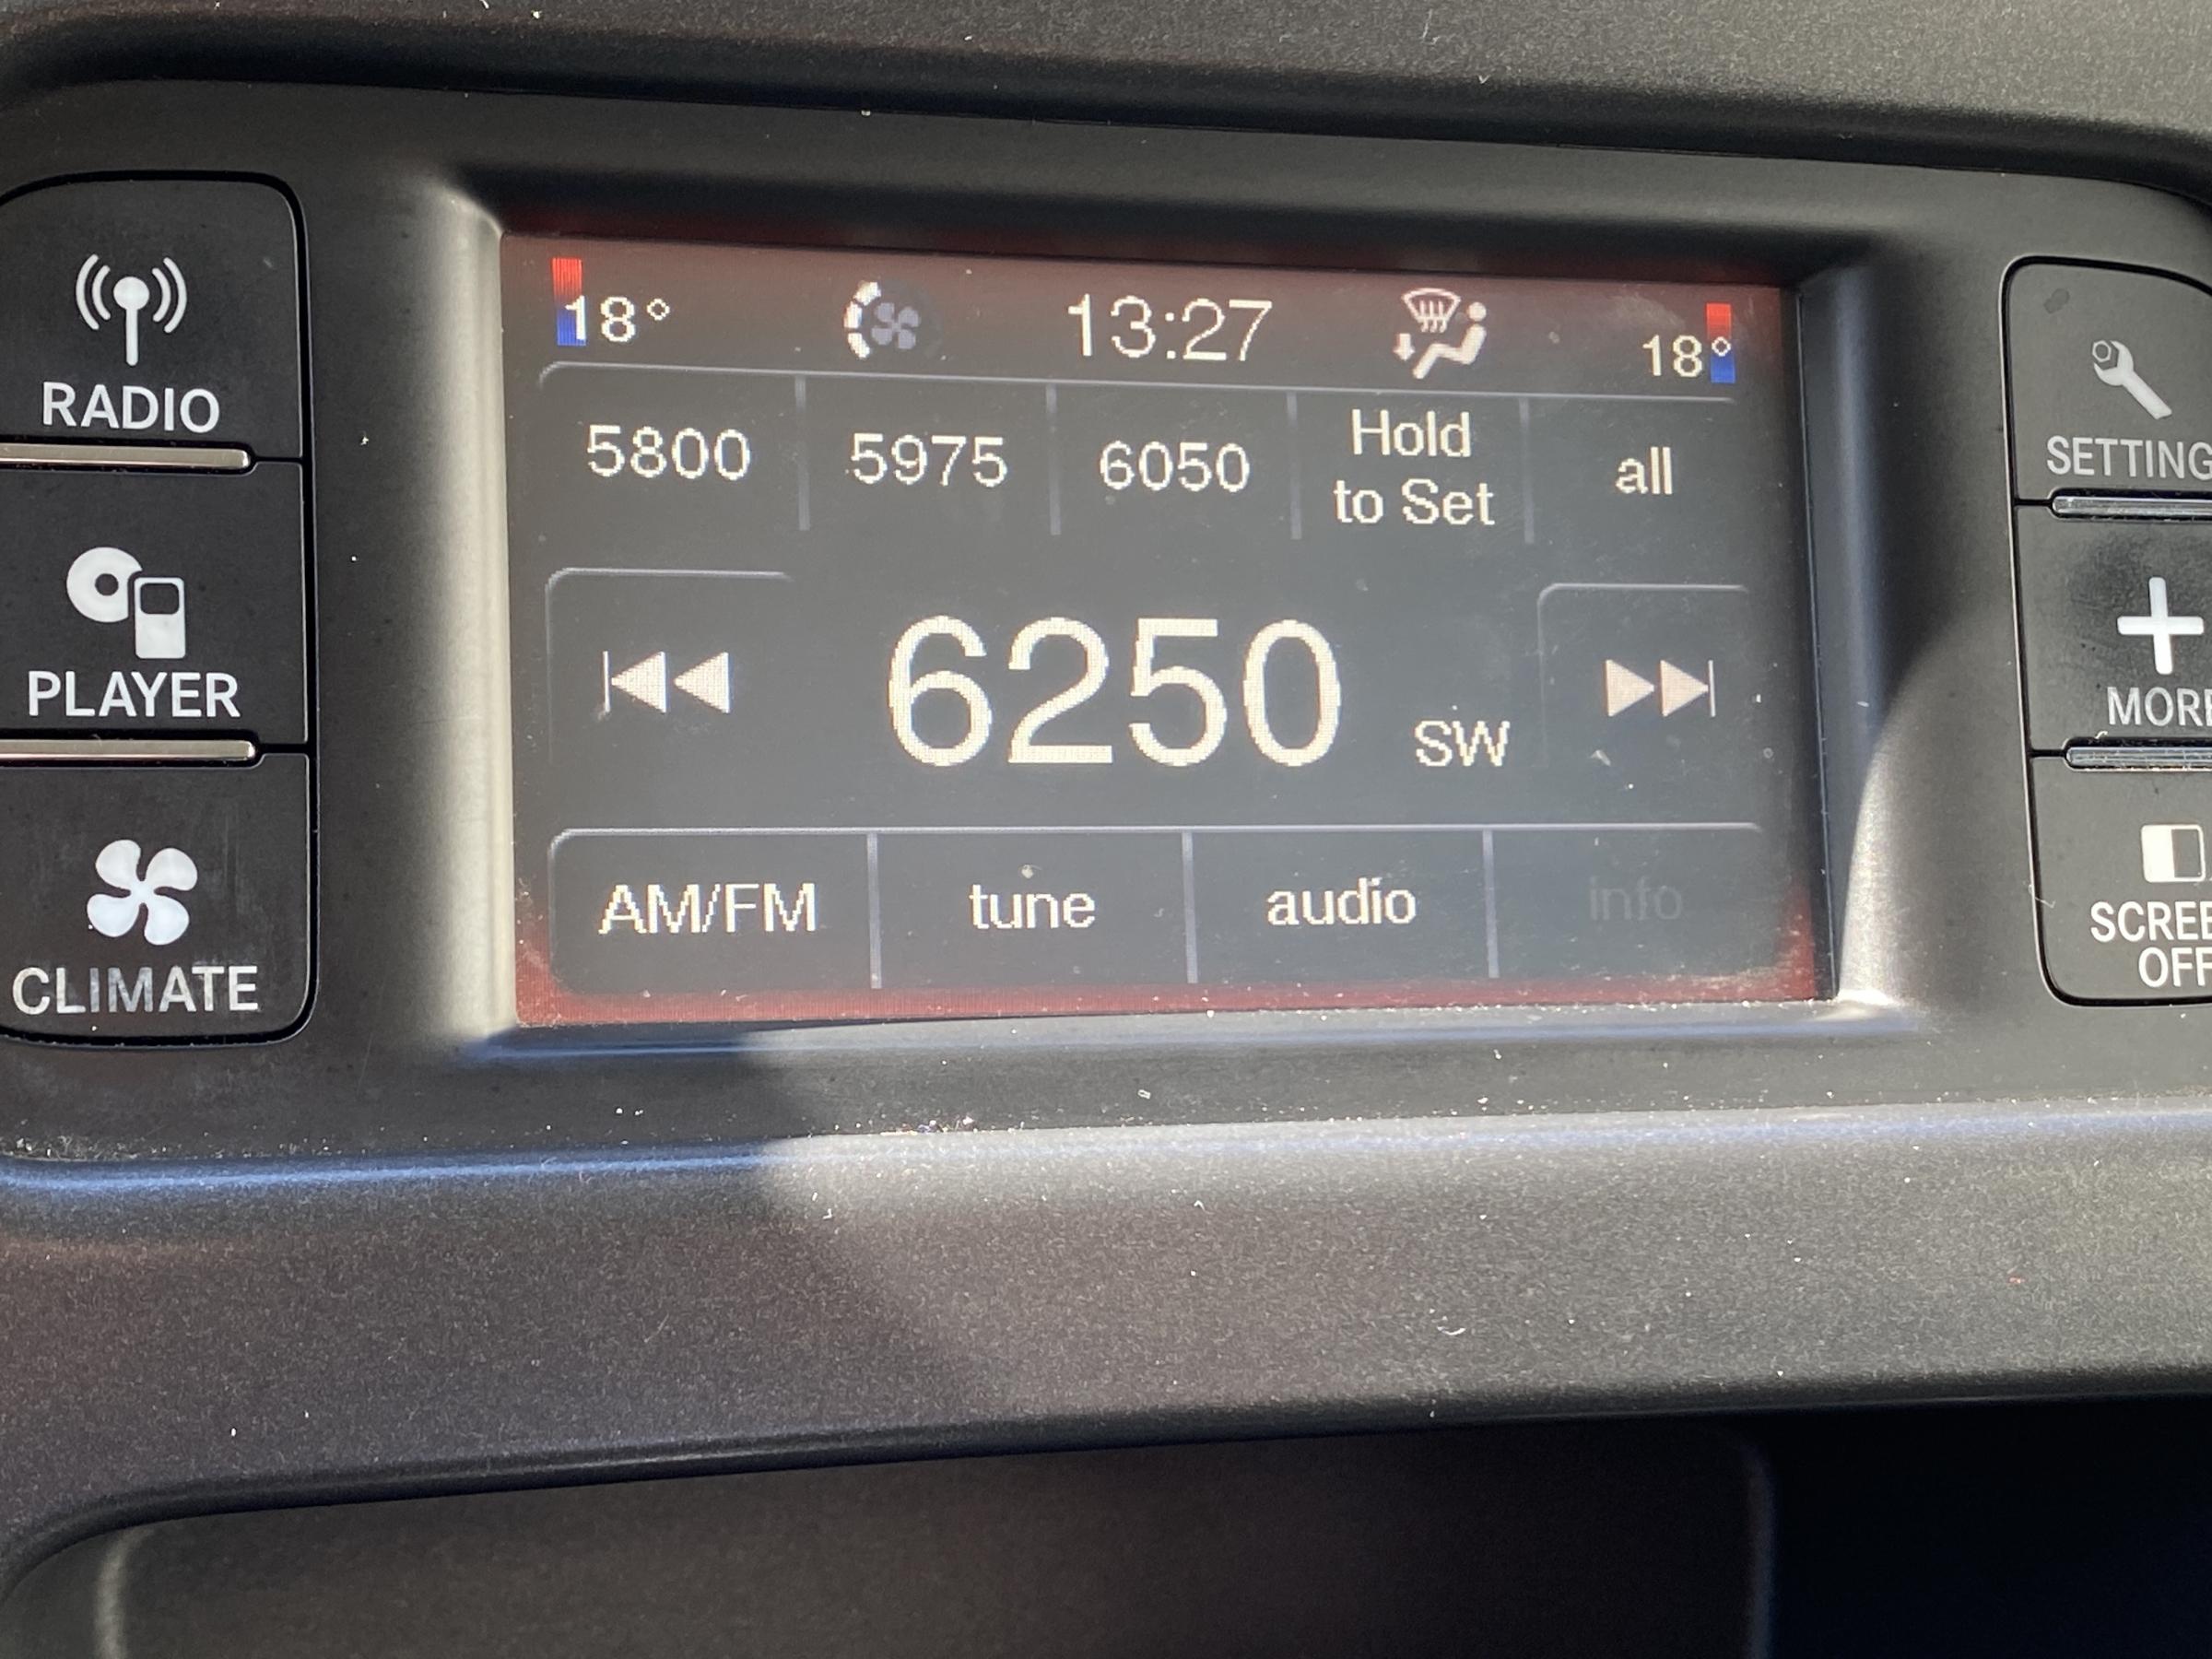 RADIO
PLAYER
CLIMATE
18° 13:27 18°
5800 5975 6050 Hold to Set all
6250 SW
AM/FM tune audio info
SETTING
MORE
SCREE
OFF